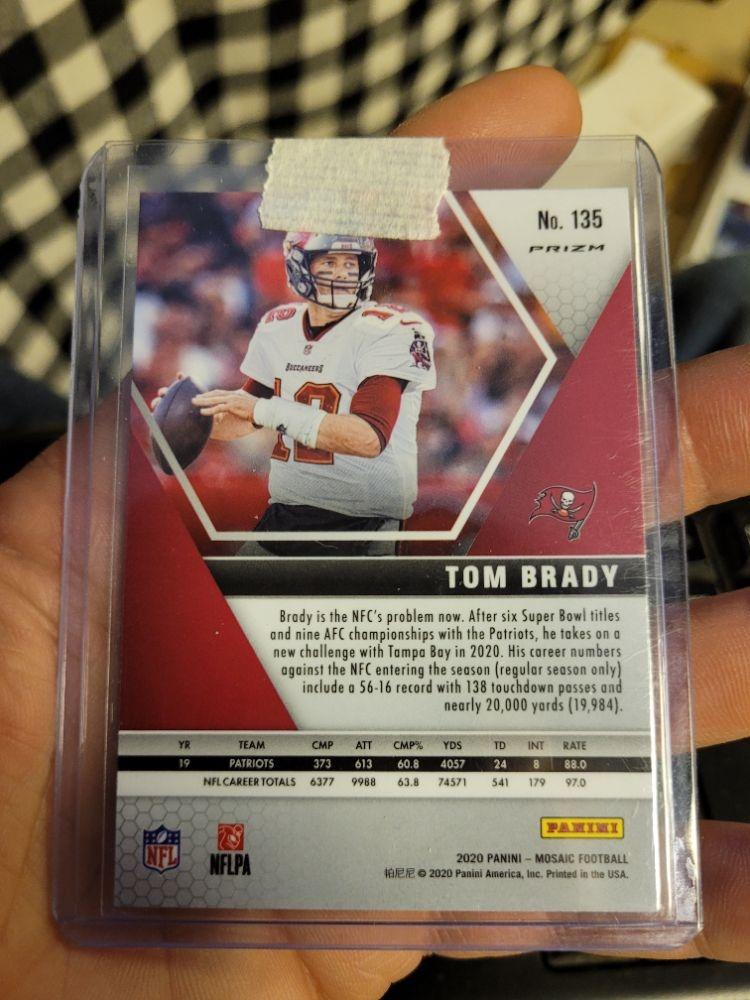 No. 135
PRIZM
BUCCANEERS
12
TOM BRADY
Brady is the NFC's problem now. After six Super Bowl titles
and nine AFC championships with the Patriots, he takes on a
new challenge with Tampa Bay in 2020. His career numbers
against the NFC entering the season (regular season only)
include a 56-16 record with 138 touchdown passes and
nearly 20,000 yards (19,984).
YR TEAM CMP ATT CMP% YDS TD INT RATE
19 PATRIOTS 373 613 60.8 4057 24 8 88.0
NFL CAREER TOTALS 6377 9988 63.8 74571 541 179 97.0
NFL
NFLPA
PANINI
2020 PANINI – MOSAIC FOOTBALL
帕尼尼 © 2020 Panini America, Inc. Printed in the USA.